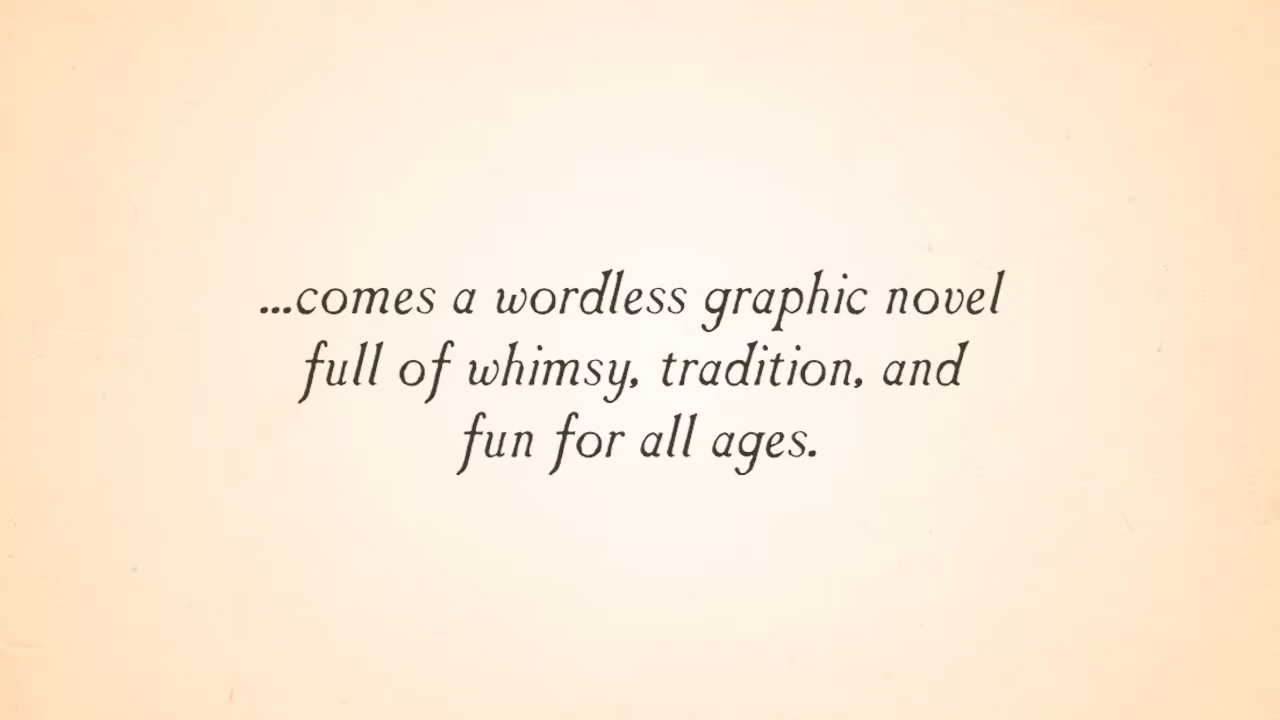 ...comes a wordless graphic novel
full of whimsy, tradition, and
fun for all ages.